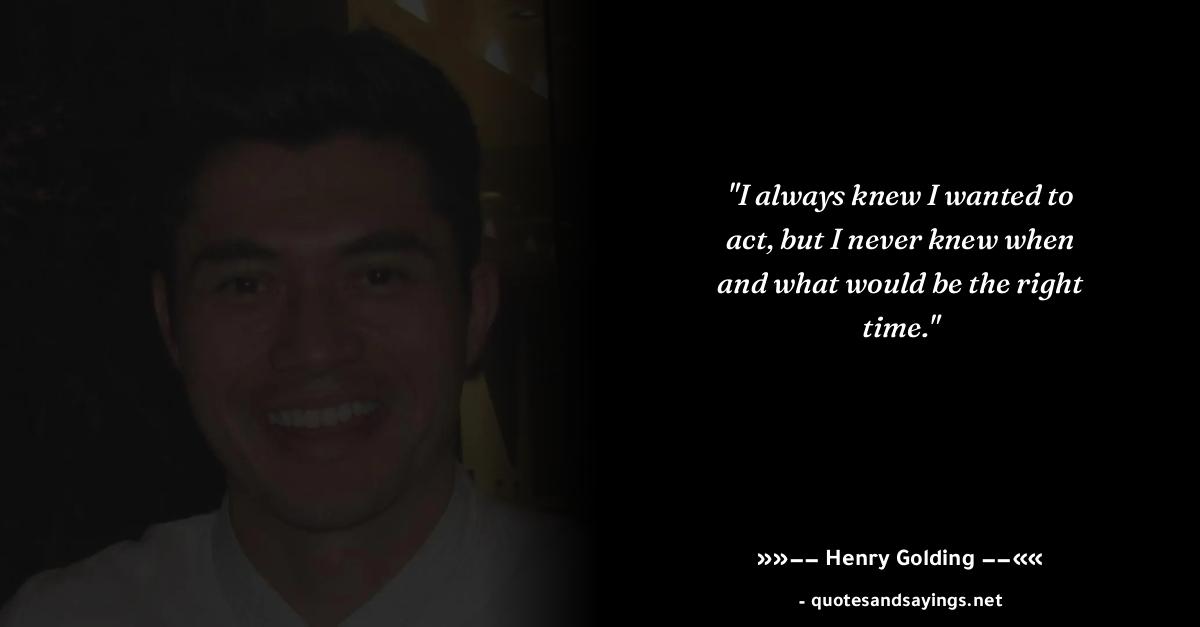 "I always knew I wanted to
act, but I never knew when
and what would be the right
time."
»»−− Henry Golding −−««
- quotesandsayings.net